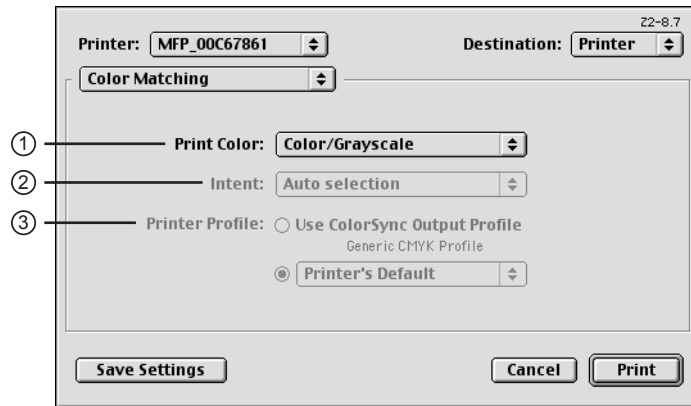 Z2-8.7
Printer: MFP_00C67861 Destination: Printer
Color Matching
① Print Color: Color/Grayscale
② Intent: Auto selection
③ Printer Profile: Use ColorSync Output Profile
Generic CMYK Profile
Printer's Default
Save Settings Cancel Print